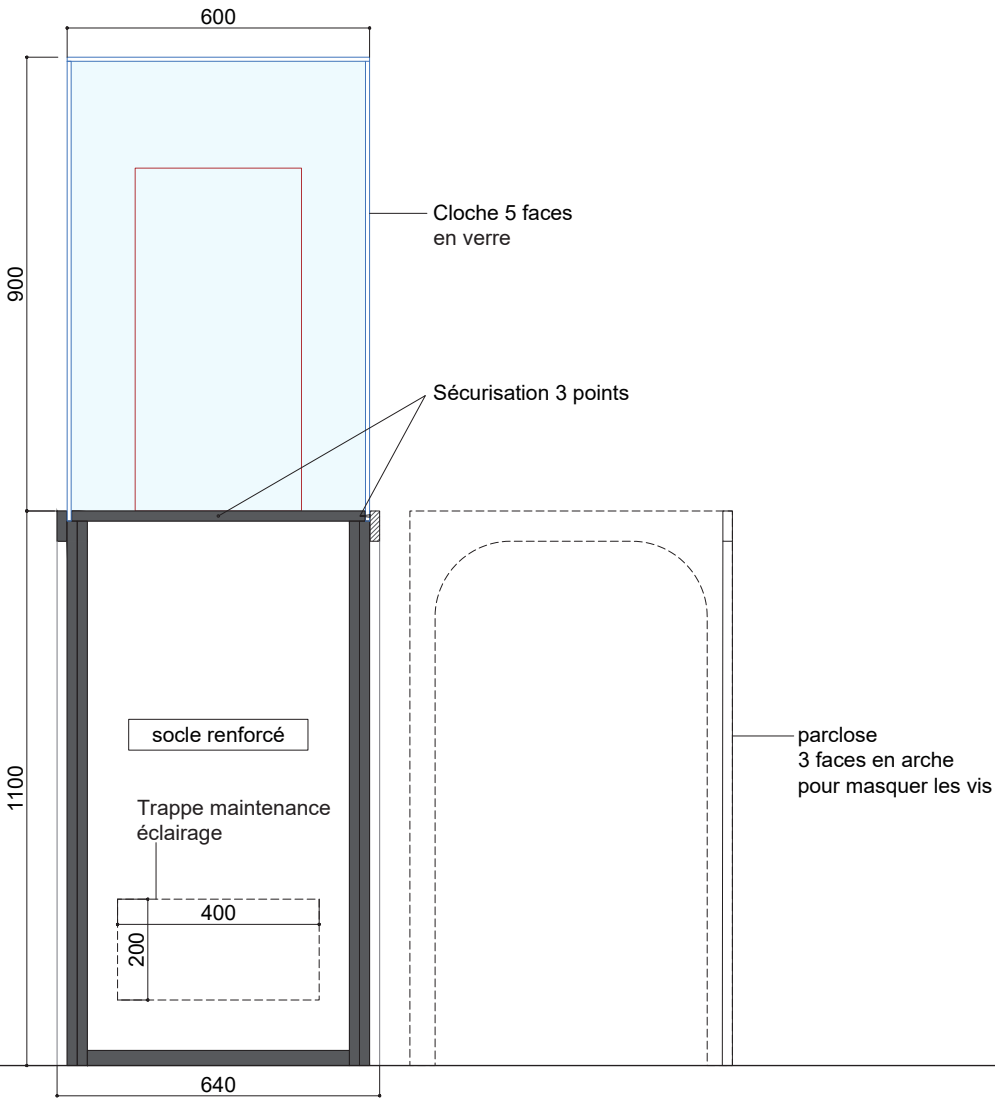 600
900
Cloche 5 faces
en verre
Sécurisation 3 points
1100
socle renforcé
Trappe maintenance
éclairage
400
200
parclose
3 faces en arche
pour masquer les vis
640